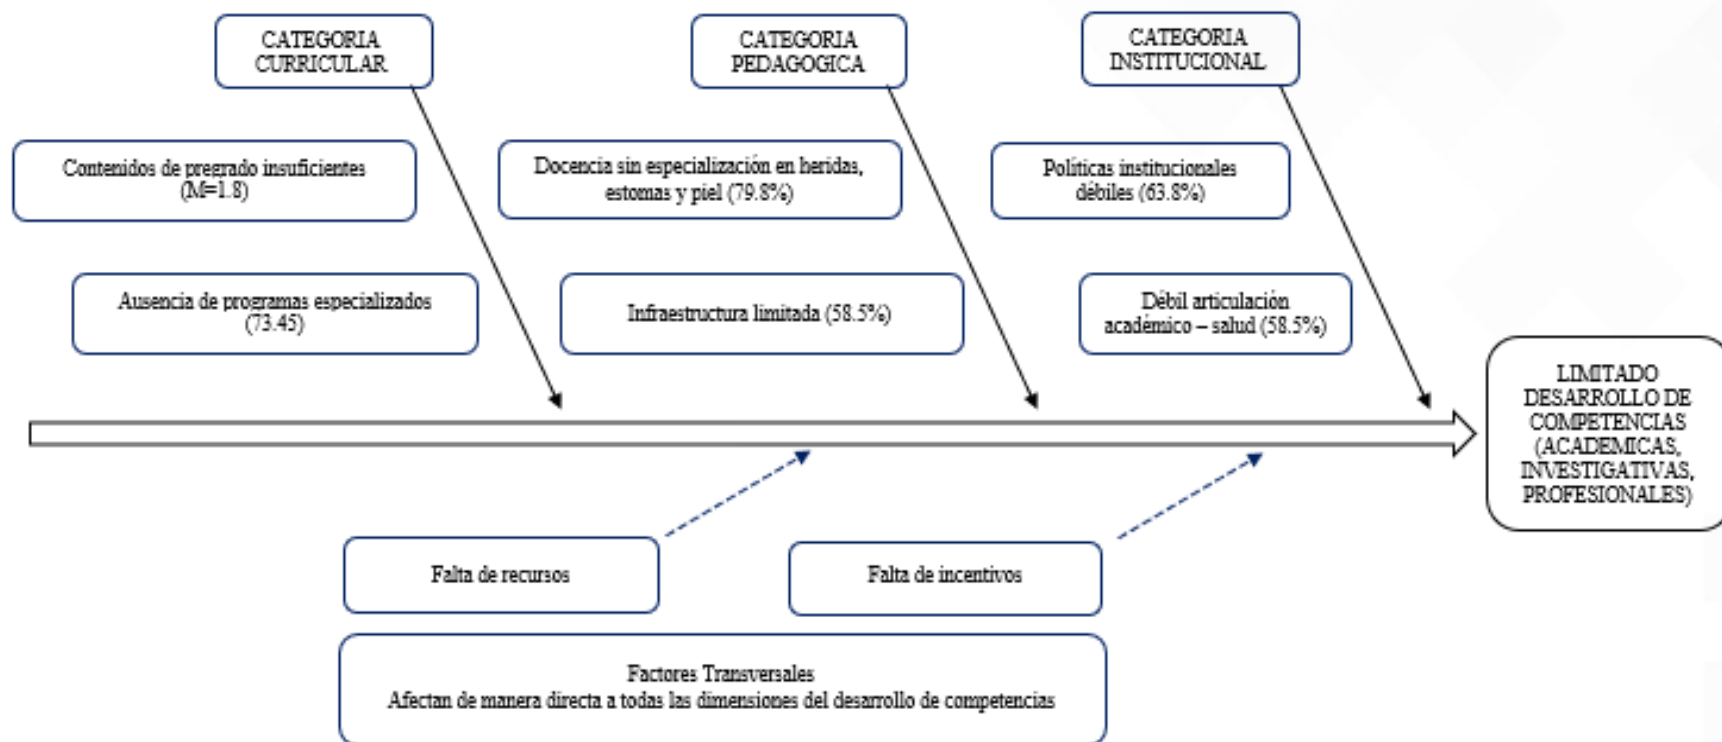 CATEGORIA
CURRICULAR
CATEGORIA
PEDAGOGICA
CATEGORIA
INSTITUCIONAL
Contenidos de pregrado insuficientes
(M=1.8)
Docencia sin especialización en heridas,
estomas y piel (79.8%)
Políticas institucionales
débiles (63.8%)
Ausencia de programas especializados
(73.45)
Infraestructura limitada (58.5%)
Débil articulación
académico – salud (58.5%)
LIMITADO
DESARROLLO DE
COMPETENCIAS
(ACADEMICAS,
INVESTIGATIVAS,
PROFESIONALES)
Falta de recursos
Falta de incentivos
Factores Transversales
Afectan de manera directa a todas las dimensiones del desarrollo de competencias